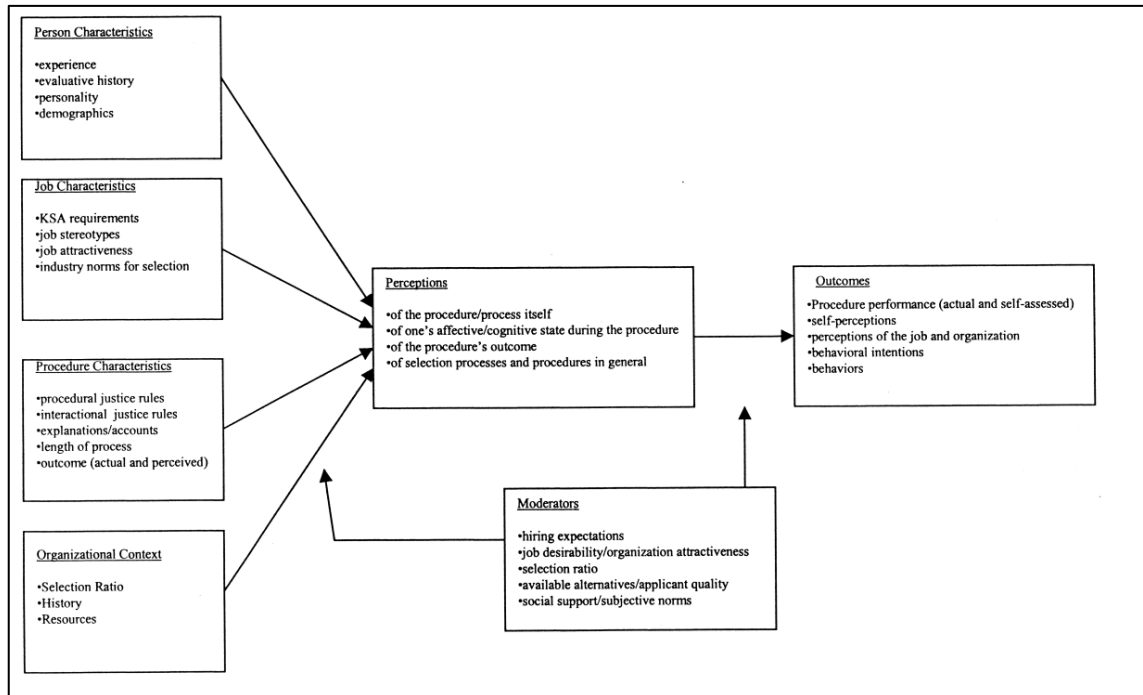 Person Characteristics
•experience
•evaluative history
•personality
•demographics
Job Characteristics
•KSA requirements
•job stereotypes
•job attractiveness
•industry norms for selection
Procedure Characteristics
•procedural justice rules
•interactional justice rules
•explanations/accounts
•length of process
•outcome (actual and perceived)
Organizational Context
•Selection Ratio
•History
•Resources
Perceptions
•of the procedure/process itself
•of one's affective/cognitive state during the procedure
•of the procedure's outcome
•of selection processes and procedures in general
Moderators
•hiring expectations
•job desirability/organization attractiveness
•selection ratio
•available alternatives/applicant quality
•social support/subjective norms
Outcomes
•Procedure performance (actual and self-assessed)
•self-perceptions
•perceptions of the job and organization
•behavioral intentions
•behaviors